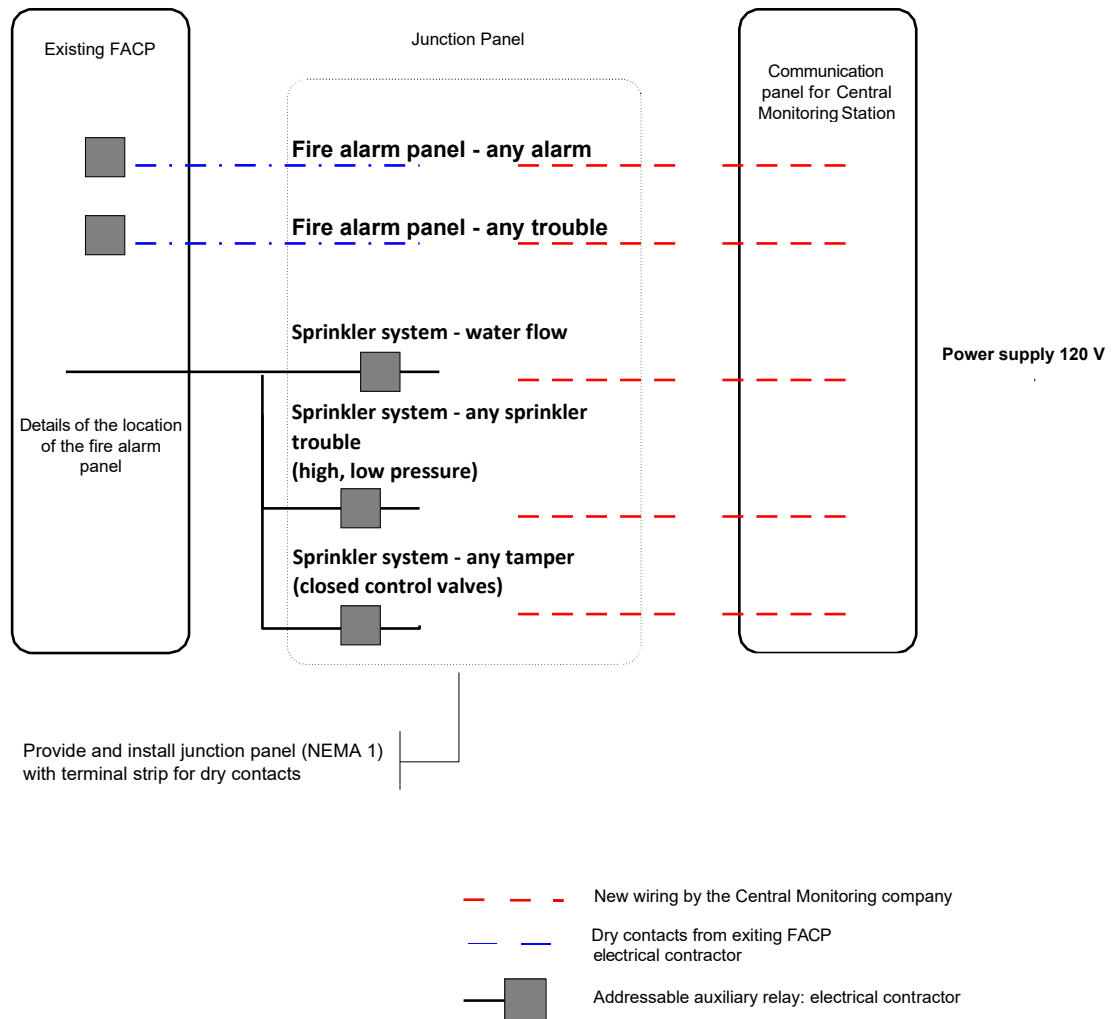 Existing FACP
Junction Panel
Communication
panel for Central
Monitoring Station
Fire alarm panel - any alarm
Fire alarm panel - any trouble
Sprinkler system - water flow
Power supply 120 V
Sprinkler system - any sprinkler
trouble
(high, low pressure)
Details of the location
of the fire alarm
panel
Sprinkler system - any tamper
(closed control valves)
Provide and install junction panel (NEMA 1)
with terminal strip for dry contacts
New wiring by the Central Monitoring company
Dry contacts from exiting FACP
electrical contractor
Addressable auxiliary relay: electrical contractor